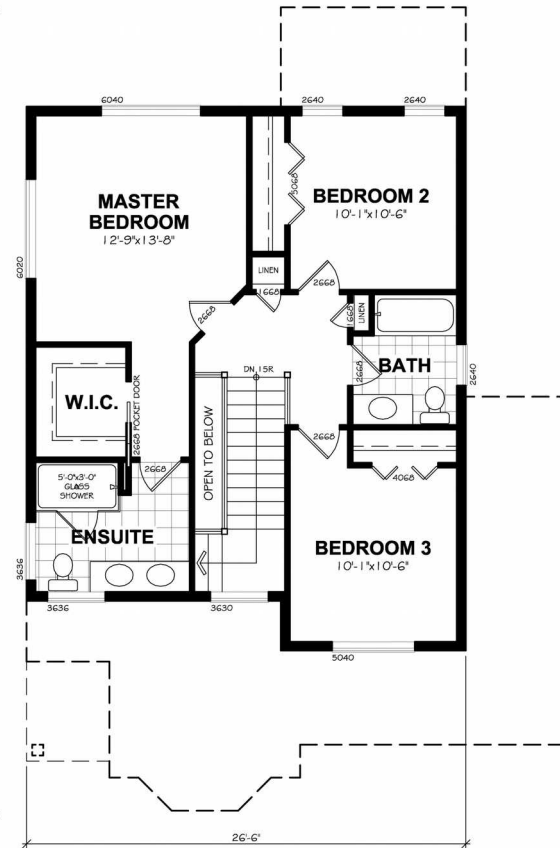 6040
2640
2640
MASTER
BEDROOM
12'-9"x13'-8"
5068
BEDROOM 2
10'-1"x10'-6"
6020
LINEN
1668
2668
2668
1668
LINEN
2668
BATH
2640
DN 15R
W.I.C.
2668 POCKET DOOR
OPEN TO BELOW
2668
2668
4068
5'-0"x3'-0"
GLASS
SHOWER
ENSUITE
BEDROOM 3
10'-1"x10'-6"
3636
3636
3630
5040
26'-6"